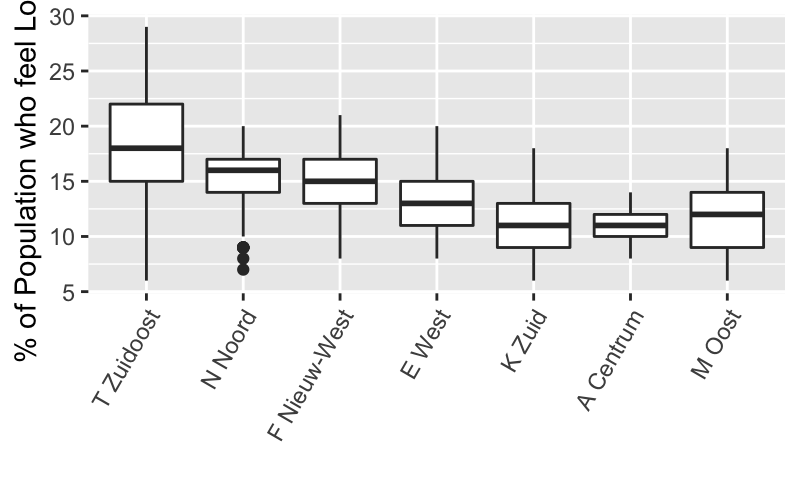 % of Population who feel Lo
30
25
20
15
10
5
T Zuidoost
N Noord
F Nieuw-West
E West
K Zuid
A Centrum
M Oost